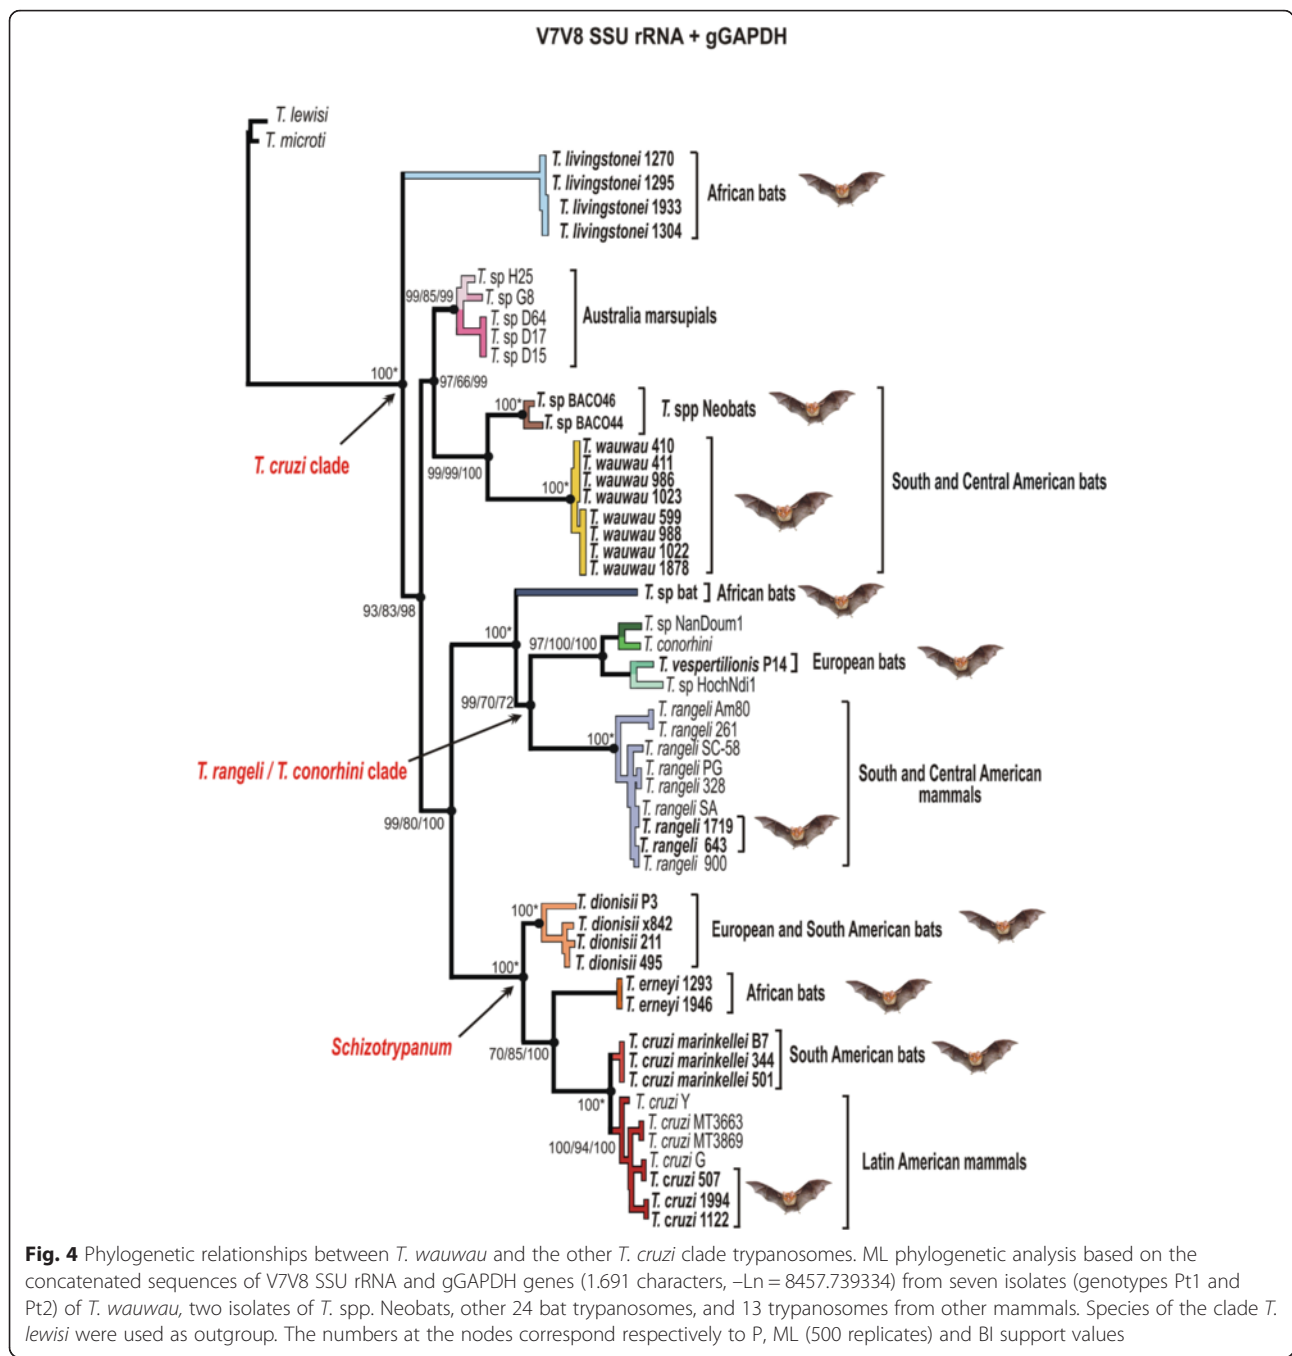 V7V8 SSU rRNA + gGAPDH
T. lewisi
T. microti
T. livingstonei 1270
T. livingstonei 1295
T. livingstonei 1933
T. livingstonei 1304
African bats
T. sp H25
T. sp G8
T. sp D64
T. sp D17
T. sp D15
99/85/99
Australia marsupials
100*
97/66/99
T. cruzi clade
T. sp BACO46
T. sp BACO44
100*
T. spp Neobats
T. wauwau 410
T. wauwau 411
T. wauwau 986
T. wauwau 1023
T. wauwau 599
T. wauwau 988
T. wauwau 1022
T. wauwau 1878
99/99/100
100*
South and Central American bats
93/83/98
T. sp bat
African bats
100*
T. sp NanDoum1
T. conorhini
97/100/100
T. vespertilionis P14
European bats
T. sp HochNdi1
99/70/72
T. rangeli Am80
T. rangeli 261
T. rangeli SC-58
T. rangeli PG
T. rangeli 328
T. rangeli SA
T. rangeli 1719
T. rangeli 643
T. rangeli 900
100*
T. rangeli / T. conorhini clade
South and Central American
mammals
99/80/100
T. dionisii P3
T. dionisii x842
T. dionisii 211
T. dionisii 495
100*
European and South American bats
100*
T. erneyi 1293
T. erneyi 1946
African bats
Schizotrypanum
70/85/100
T. cruzi marinkellei B7
T. cruzi marinkellei 344
T. cruzi marinkellei 501
South American bats
100*
T. cruzi Y
T. cruzi MT3663
T. cruzi MT3869
T. cruzi G
T. cruzi 507
T. cruzi 1994
T. cruzi 1122
100/94/100
Latin American mammals
Fig. 4 Phylogenetic relationships between T. wauwau and the other T. cruzi clade trypanosomes. ML phylogenetic analysis based on the
concatenated sequences of V7V8 SSU rRNA and gGAPDH genes (1.691 characters, –Ln = 8457.739334) from seven isolates (genotypes Pt1 and
Pt2) of T. wauwau, two isolates of T. spp. Neobats, other 24 bat trypanosomes, and 13 trypanosomes from other mammals. Species of the clade T.
lewisi were used as outgroup. The numbers at the nodes correspond respectively to P, ML (500 replicates) and BI support values